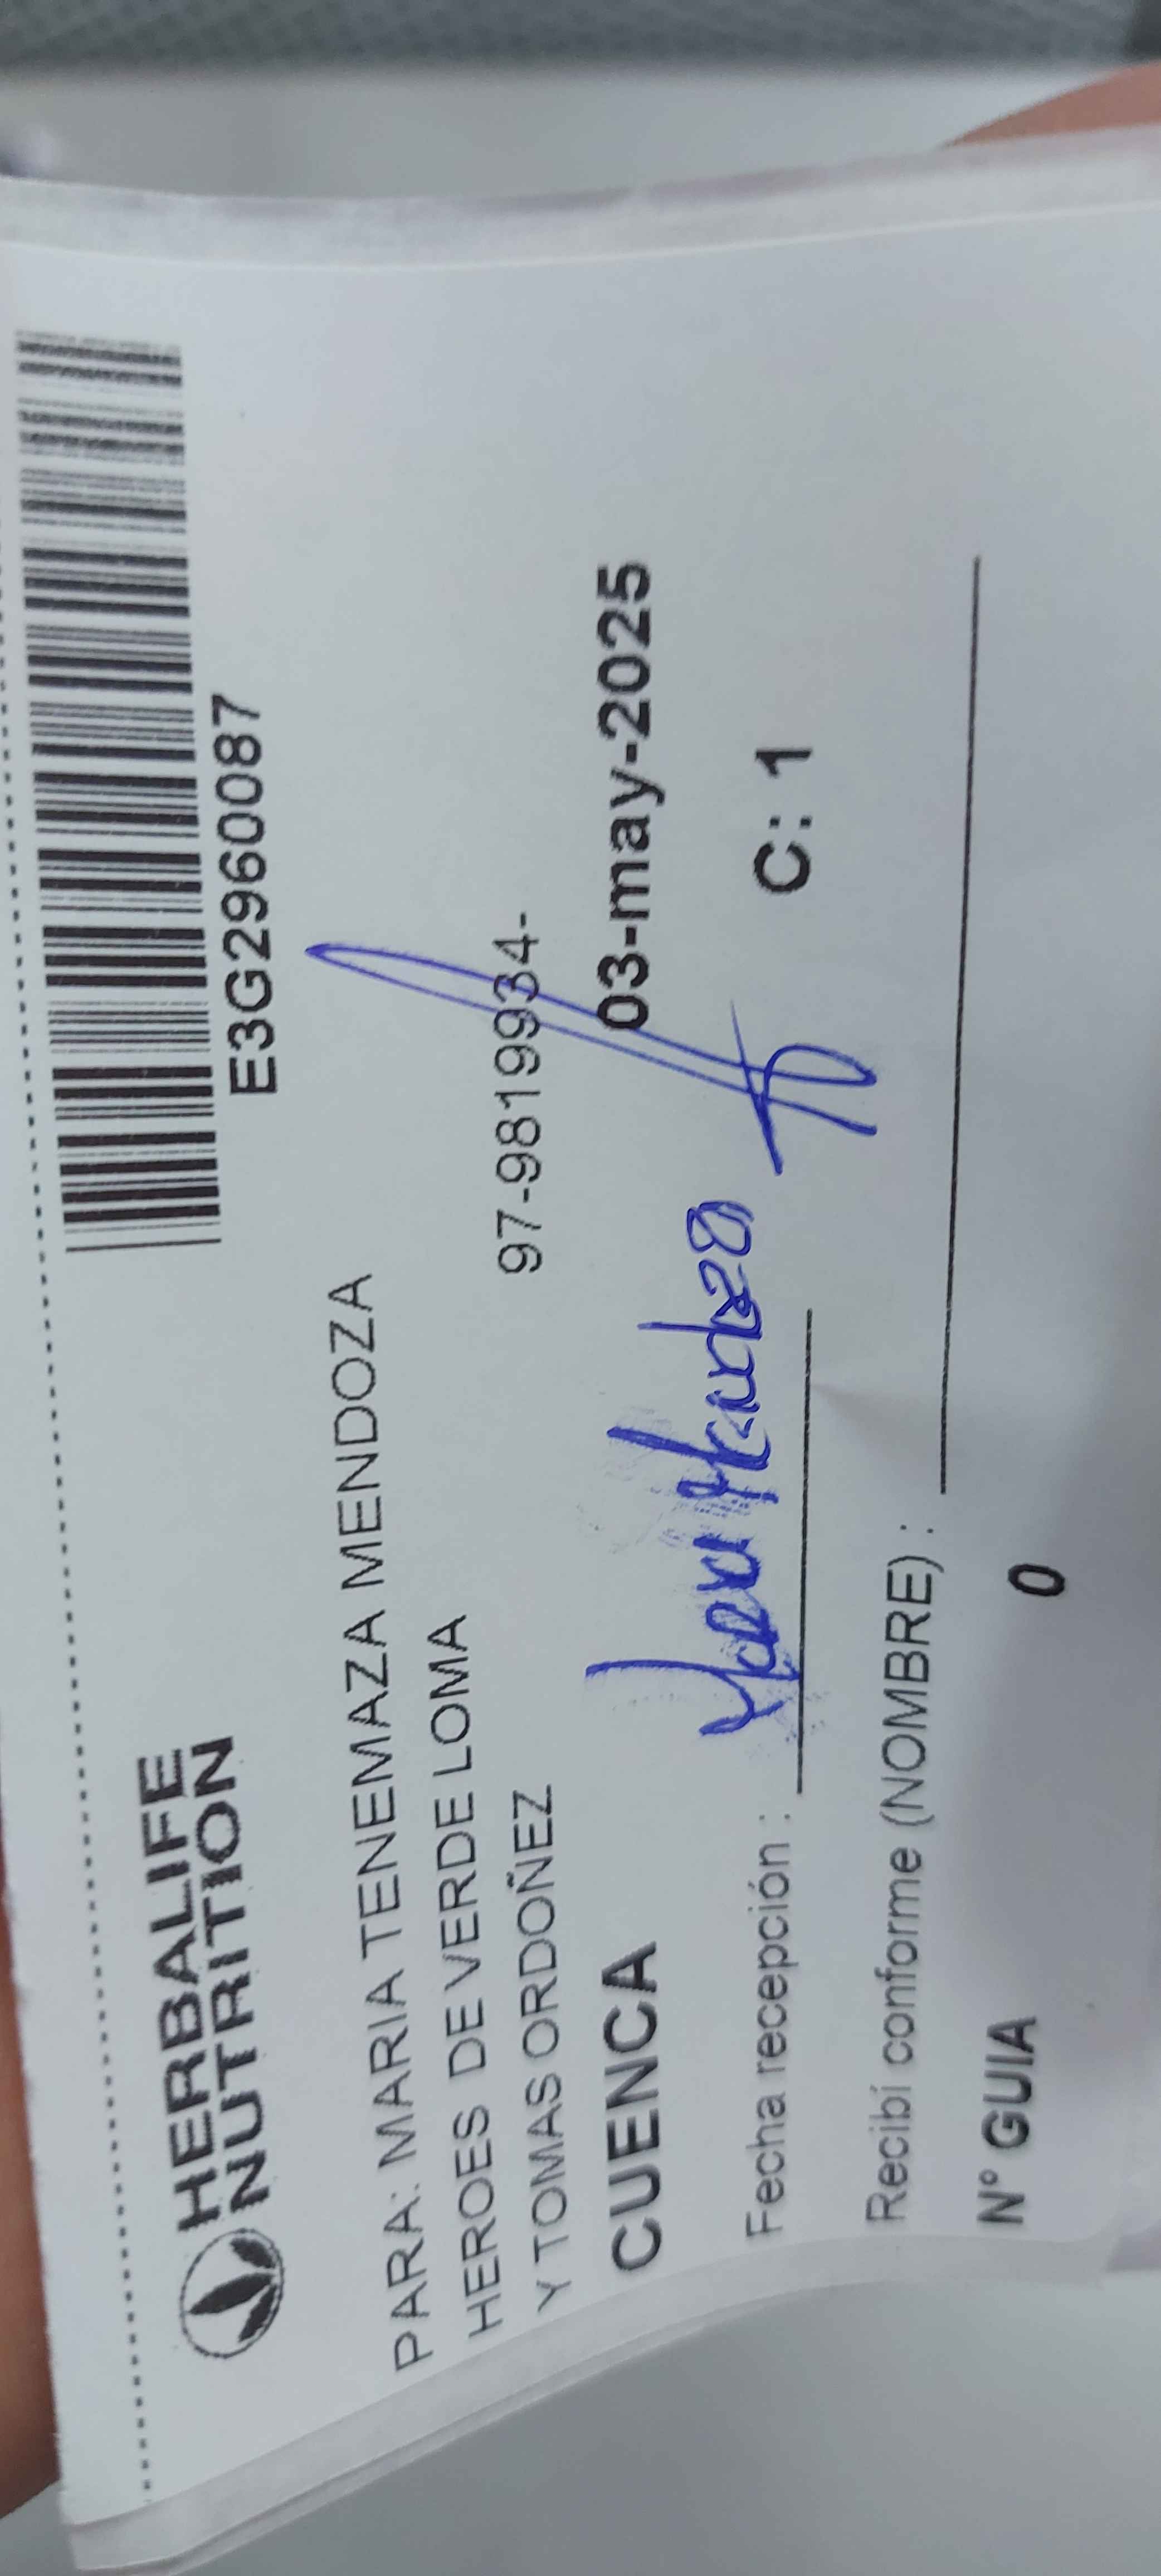 HERBALIFE
NUTRITION
E3G2960087
PARA: MARIA TENEMAZA MENDOZA
HEROES DE VERDE LOMA
Y TOMAS ORDOÑEZ
97-9819934-
CUENCA
03-may-2025
Fecha recepción :
C: 1
Recibí conforme (NOMBRE) :
N° GUIA
0